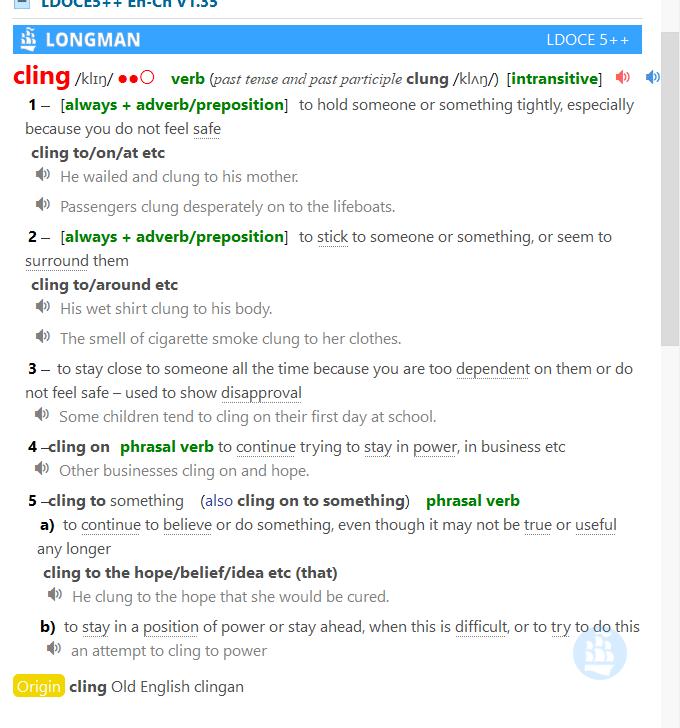 LDOCE5++ En-Ch V1.35
LONGMAN LDOCE 5++
cling /klɪŋ/ ●●○ verb (past tense and past participle clung /klʌŋ/) [intransitive]
1 – [always + adverb/preposition] to hold someone or something tightly, especially
because you do not feel safe
cling to/on/at etc
He wailed and clung to his mother.
Passengers clung desperately on to the lifeboats.
2 – [always + adverb/preposition] to stick to someone or something, or seem to
surround them
cling to/around etc
His wet shirt clung to his body.
The smell of cigarette smoke clung to her clothes.
3 – to stay close to someone all the time because you are too dependent on them or do
not feel safe – used to show disapproval
Some children tend to cling on their first day at school.
4 –cling on phrasal verb to continue trying to stay in power, in business etc
Other businesses cling on and hope.
5 –cling to something (also cling on to something) phrasal verb
a) to continue to believe or do something, even though it may not be true or useful
any longer
cling to the hope/belief/idea etc (that)
He clung to the hope that she would be cured.
b) to stay in a position of power or stay ahead, when this is difficult, or to try to do this
an attempt to cling to power
Origin cling Old English clingan